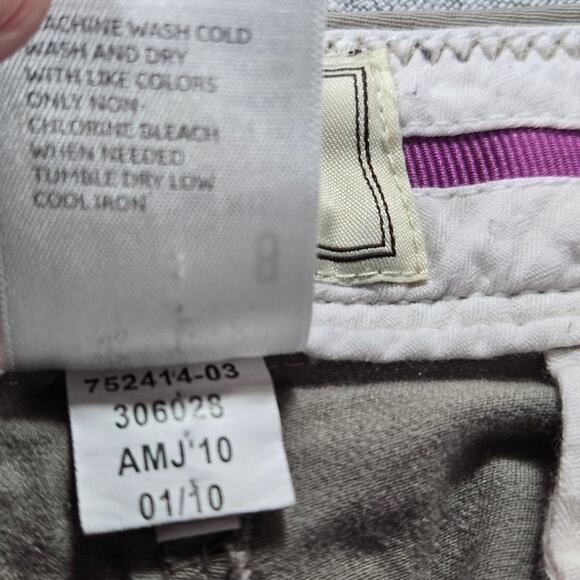 MACHINE WASH COLD
WASH AND DRY
WITH LIKE COLORS
ONLY NON-
CHLORINE BLEACH
WHEN NEEDED
TUMBLE DRY LOW
COOL IRON
8
752414-03
306028
AMJ'10
01/10